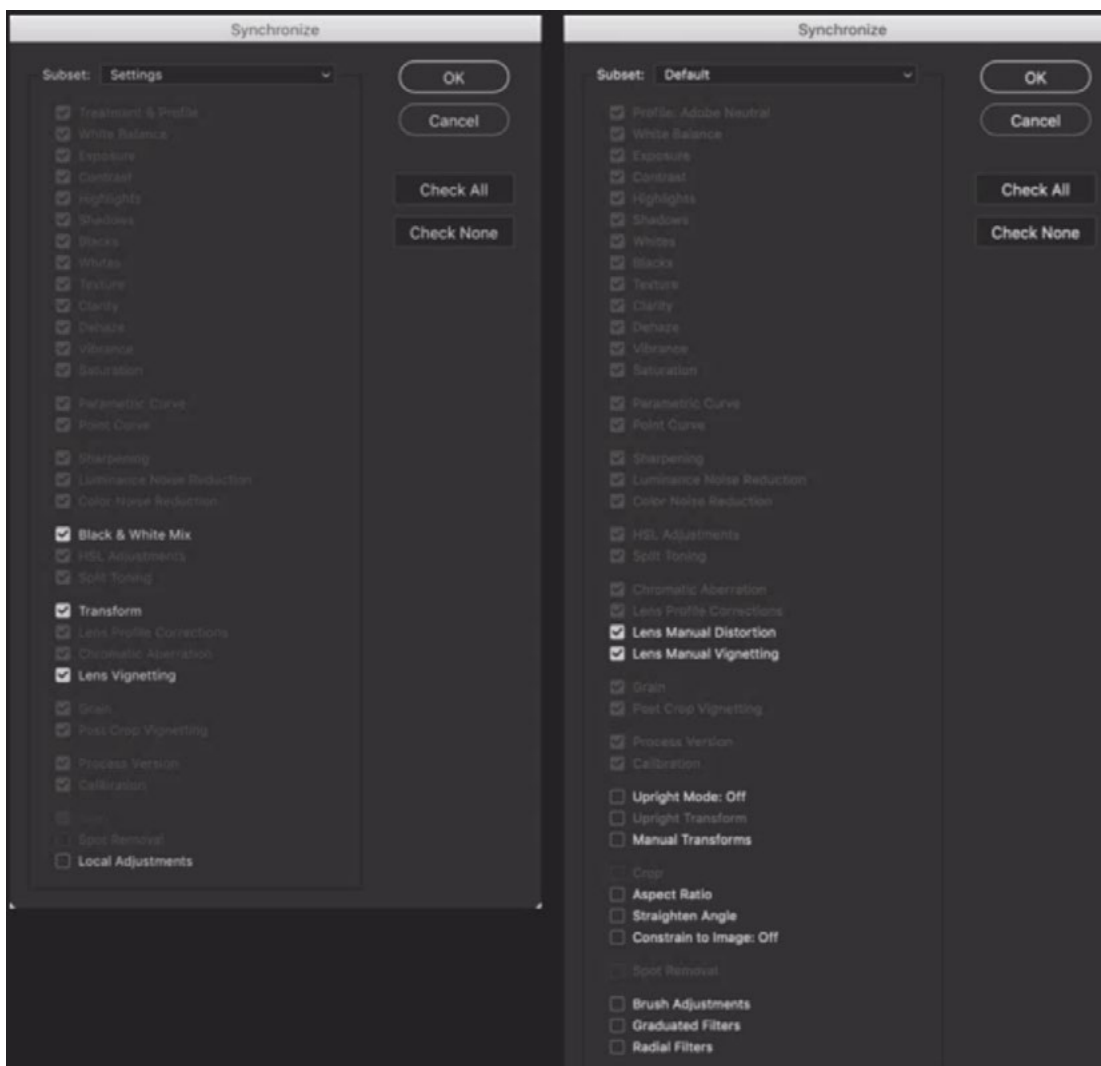 Synchronize
Subset: Settings
OK
Cancel
Check All
Check None
Treatment & Profile
White Balance
Exposure
Contrast
Highlights
Shadows
Blacks
Whites
Texture
Clarity
Dehaze
Vibrance
Saturation
Parametric Curve
Point Curve
Sharpening
Luminance Noise Reduction
Color Noise Reduction
Black & White Mix
HSL Adjustments
Split Toning
Transform
Lens Profile Corrections
Chromatic Aberration
Lens Vignetting
Grain
Post Crop Vignetting
Process Version
Calibration
Spot Removal
Local Adjustments
Synchronize
Subset: Default
OK
Cancel
Check All
Check None
Profile: Adobe Neutral
White Balance
Exposure
Contrast
Highlights
Shadows
Whites
Blacks
Texture
Clarity
Dehaze
Vibrance
Saturation
Parametric Curve
Point Curve
Sharpening
Luminance Noise Reduction
Color Noise Reduction
HSL Adjustments
Split Toning
Chromatic Aberration
Lens Profile Corrections
Lens Manual Distortion
Lens Manual Vignetting
Grain
Post Crop Vignetting
Process Version
Calibration
Upright Mode: Off
Upright Transform
Manual Transforms
Crop
Aspect Ratio
Straighten Angle
Constrain to Image: Off
Spot Removal
Brush Adjustments
Graduated Filters
Radial Filters